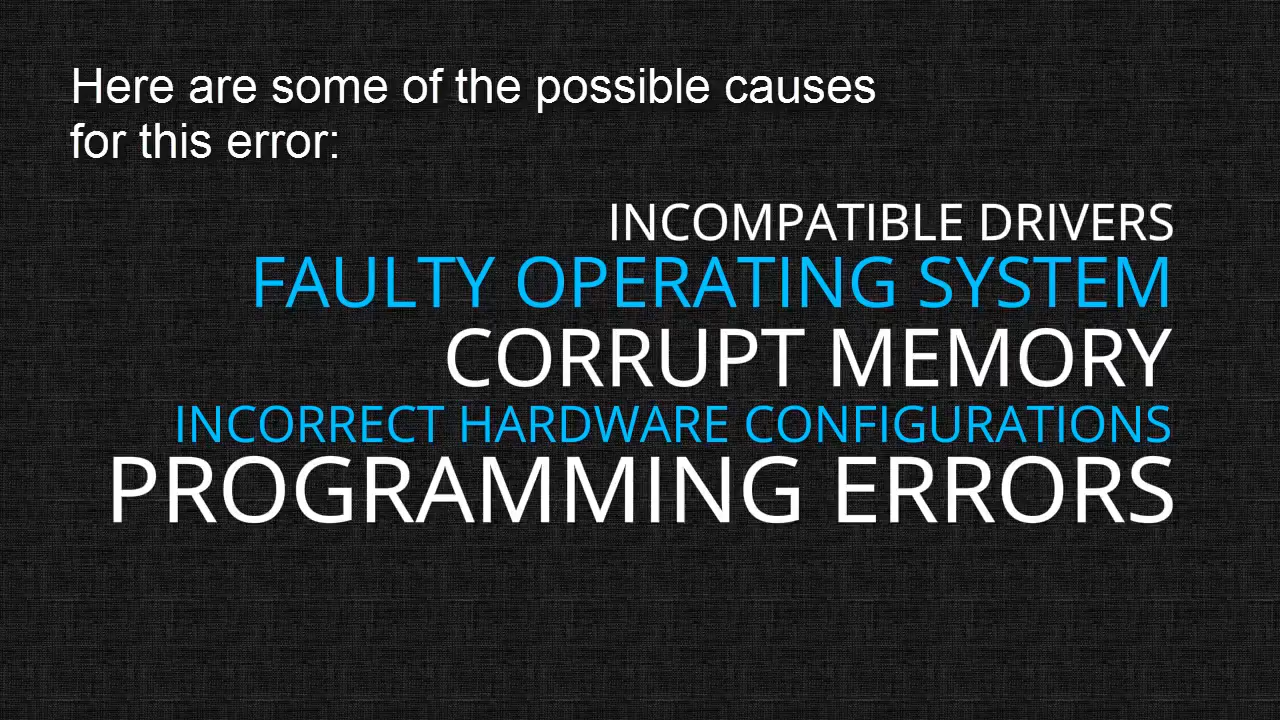 Here are some of the possible causes
for this error:
INCOMPATIBLE DRIVERS
FAULTY OPERATING SYSTEM
CORRUPT MEMORY
INCORRECT HARDWARE CONFIGURATIONS
PROGRAMMING ERRORS